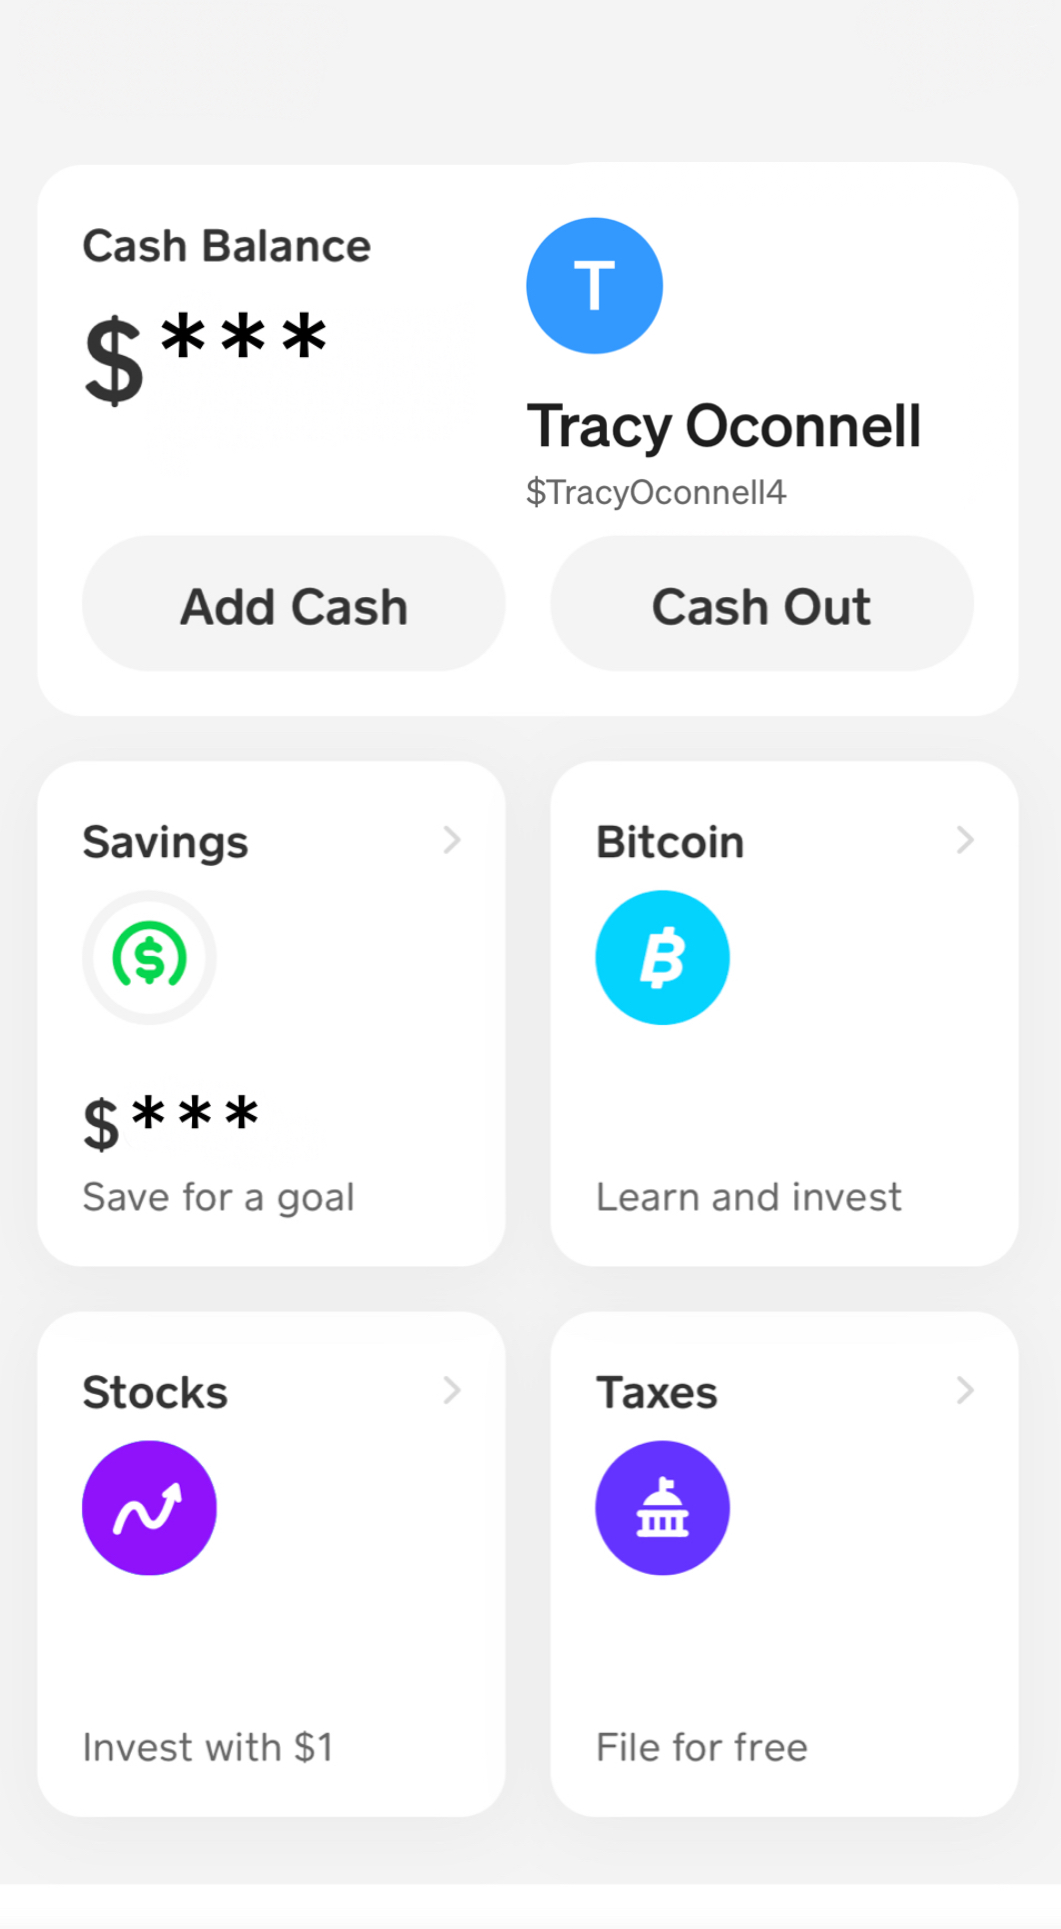 Cash Balance
$***
T
Tracy Oconnell
$TracyOconnell4
Add Cash
Cash Out
Savings
$***
Save for a goal
Bitcoin
Learn and invest
Stocks
Invest with $1
Taxes
File for free